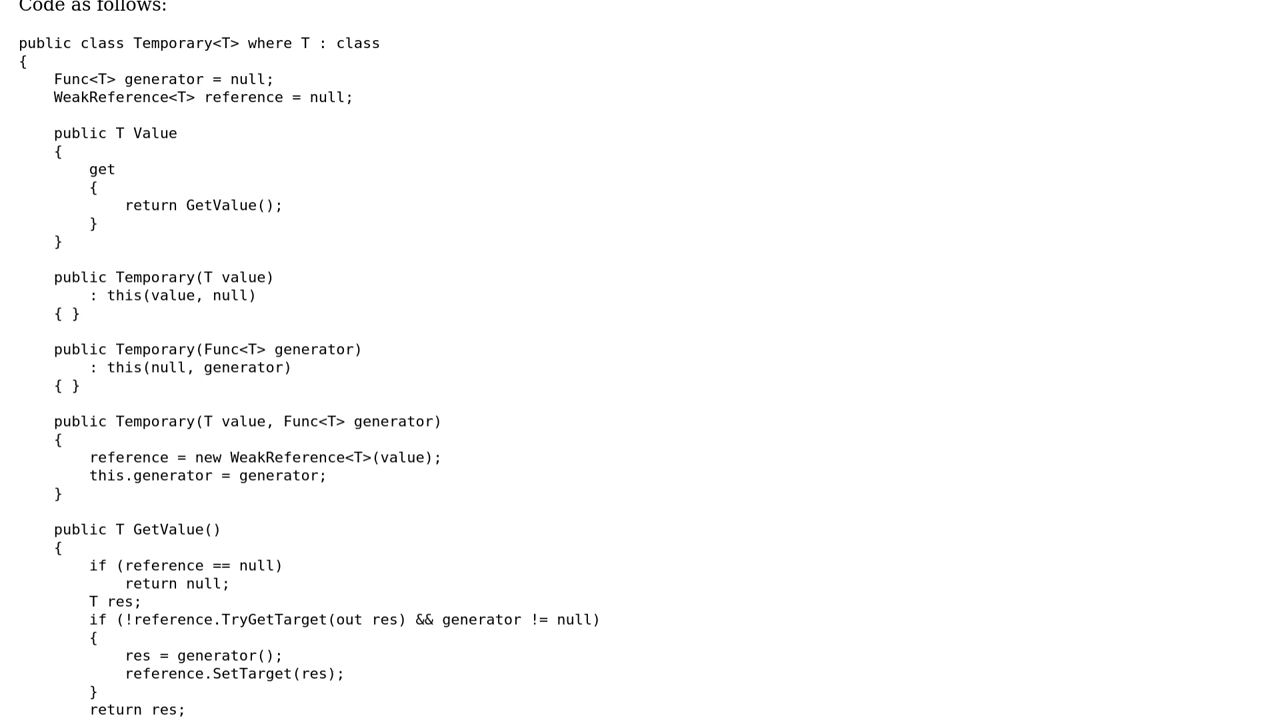 Code as follows:
public class Temporary<T> where T : class
{
    Func<T> generator = null;
    WeakReference<T> reference = null;

    public T Value
    {
        get
        {
            return GetValue();
        }
    }

    public Temporary(T value)
        : this(value, null)
    { }

    public Temporary(Func<T> generator)
        : this(null, generator)
    { }

    public Temporary(T value, Func<T> generator)
    {
        reference = new WeakReference<T>(value);
        this.generator = generator;
    }

    public T GetValue()
    {
        if (reference == null)
            return null;
        T res;
        if (!reference.TryGetTarget(out res) && generator != null)
        {
            res = generator();
            reference.SetTarget(res);
        }
        return res;